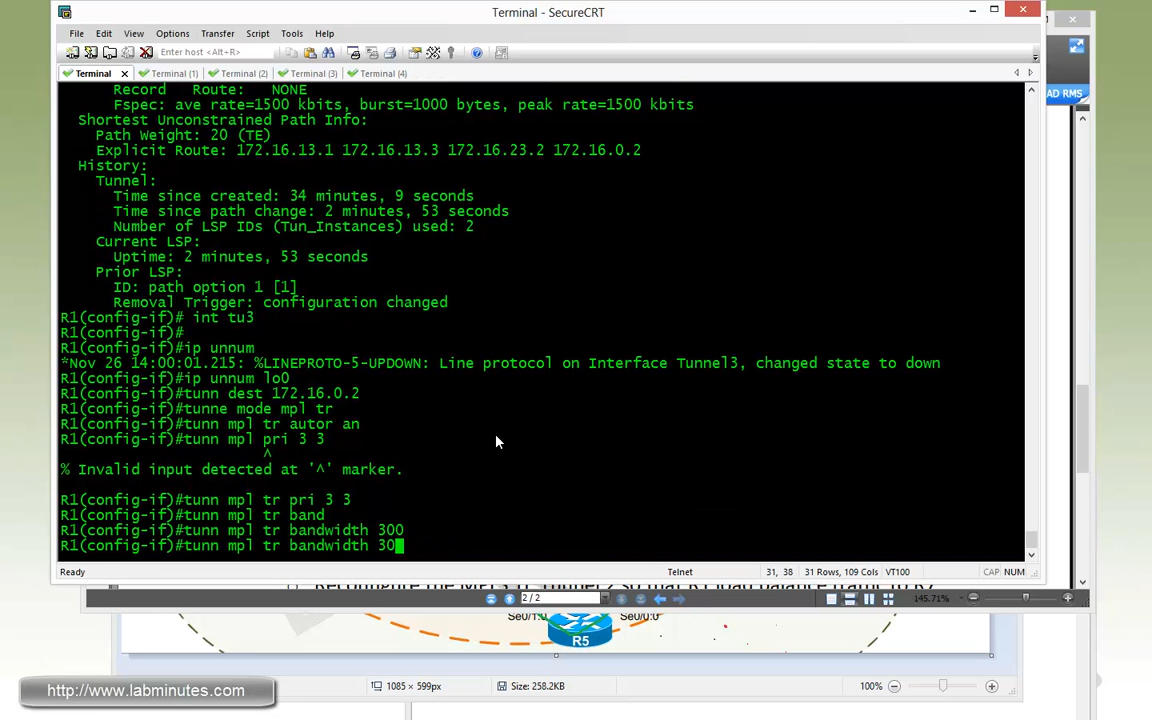 Terminal - SecureCRT
File Edit View Options Transfer Script Tools Help
Enter host <Alt+R>
AD RMS
Terminal Terminal (1) Terminal (2) Terminal (3) Terminal (4)
Record Route: NONE
Fspec: ave rate=1500 kbits, burst=1000 bytes, peak rate=1500 kbits
Shortest Unconstrained Path Info:
Path Weight: 20 (TE)
Explicit Route: 172.16.13.1 172.16.13.3 172.16.23.2 172.16.0.2
History:
Tunnel:
Time since created: 34 minutes, 9 seconds
Time since path change: 2 minutes, 53 seconds
Number of LSP IDs (Tun_Instances) used: 2
Current LSP:
Uptime: 2 minutes, 53 seconds
Prior LSP:
ID: path option 1 [1]
Removal Trigger: configuration changed
R1(config-if)# int tu3
R1(config-if)#
R1(config-if)#ip unnum
*Nov 26 14:00:01.215: %LINEPROTO-5-UPDOWN: Line protocol on Interface Tunnel3, changed state to down
R1(config-if)#ip unnum lo0
R1(config-if)#tunn dest 172.16.0.2
R1(config-if)#tunne mode mpl tr
R1(config-if)#tunn mpl tr autor an
R1(config-if)#tunn mpl pri 3 3
^
% Invalid input detected at '^' marker.
R1(config-if)#tunn mpl tr pri 3 3
R1(config-if)#tunn mpl tr band
R1(config-if)#tunn mpl tr bandwidth 300
R1(config-if)#tunn mpl tr bandwidth 30
Ready Telnet 31, 38 31 Rows, 109 Cols VT100 CAP NUM
2 / 2 145.71%
Se0/1:0 Se0/0:0
R5
http://www.labminutes.com
1085 × 599px Size: 258.2KB 100%